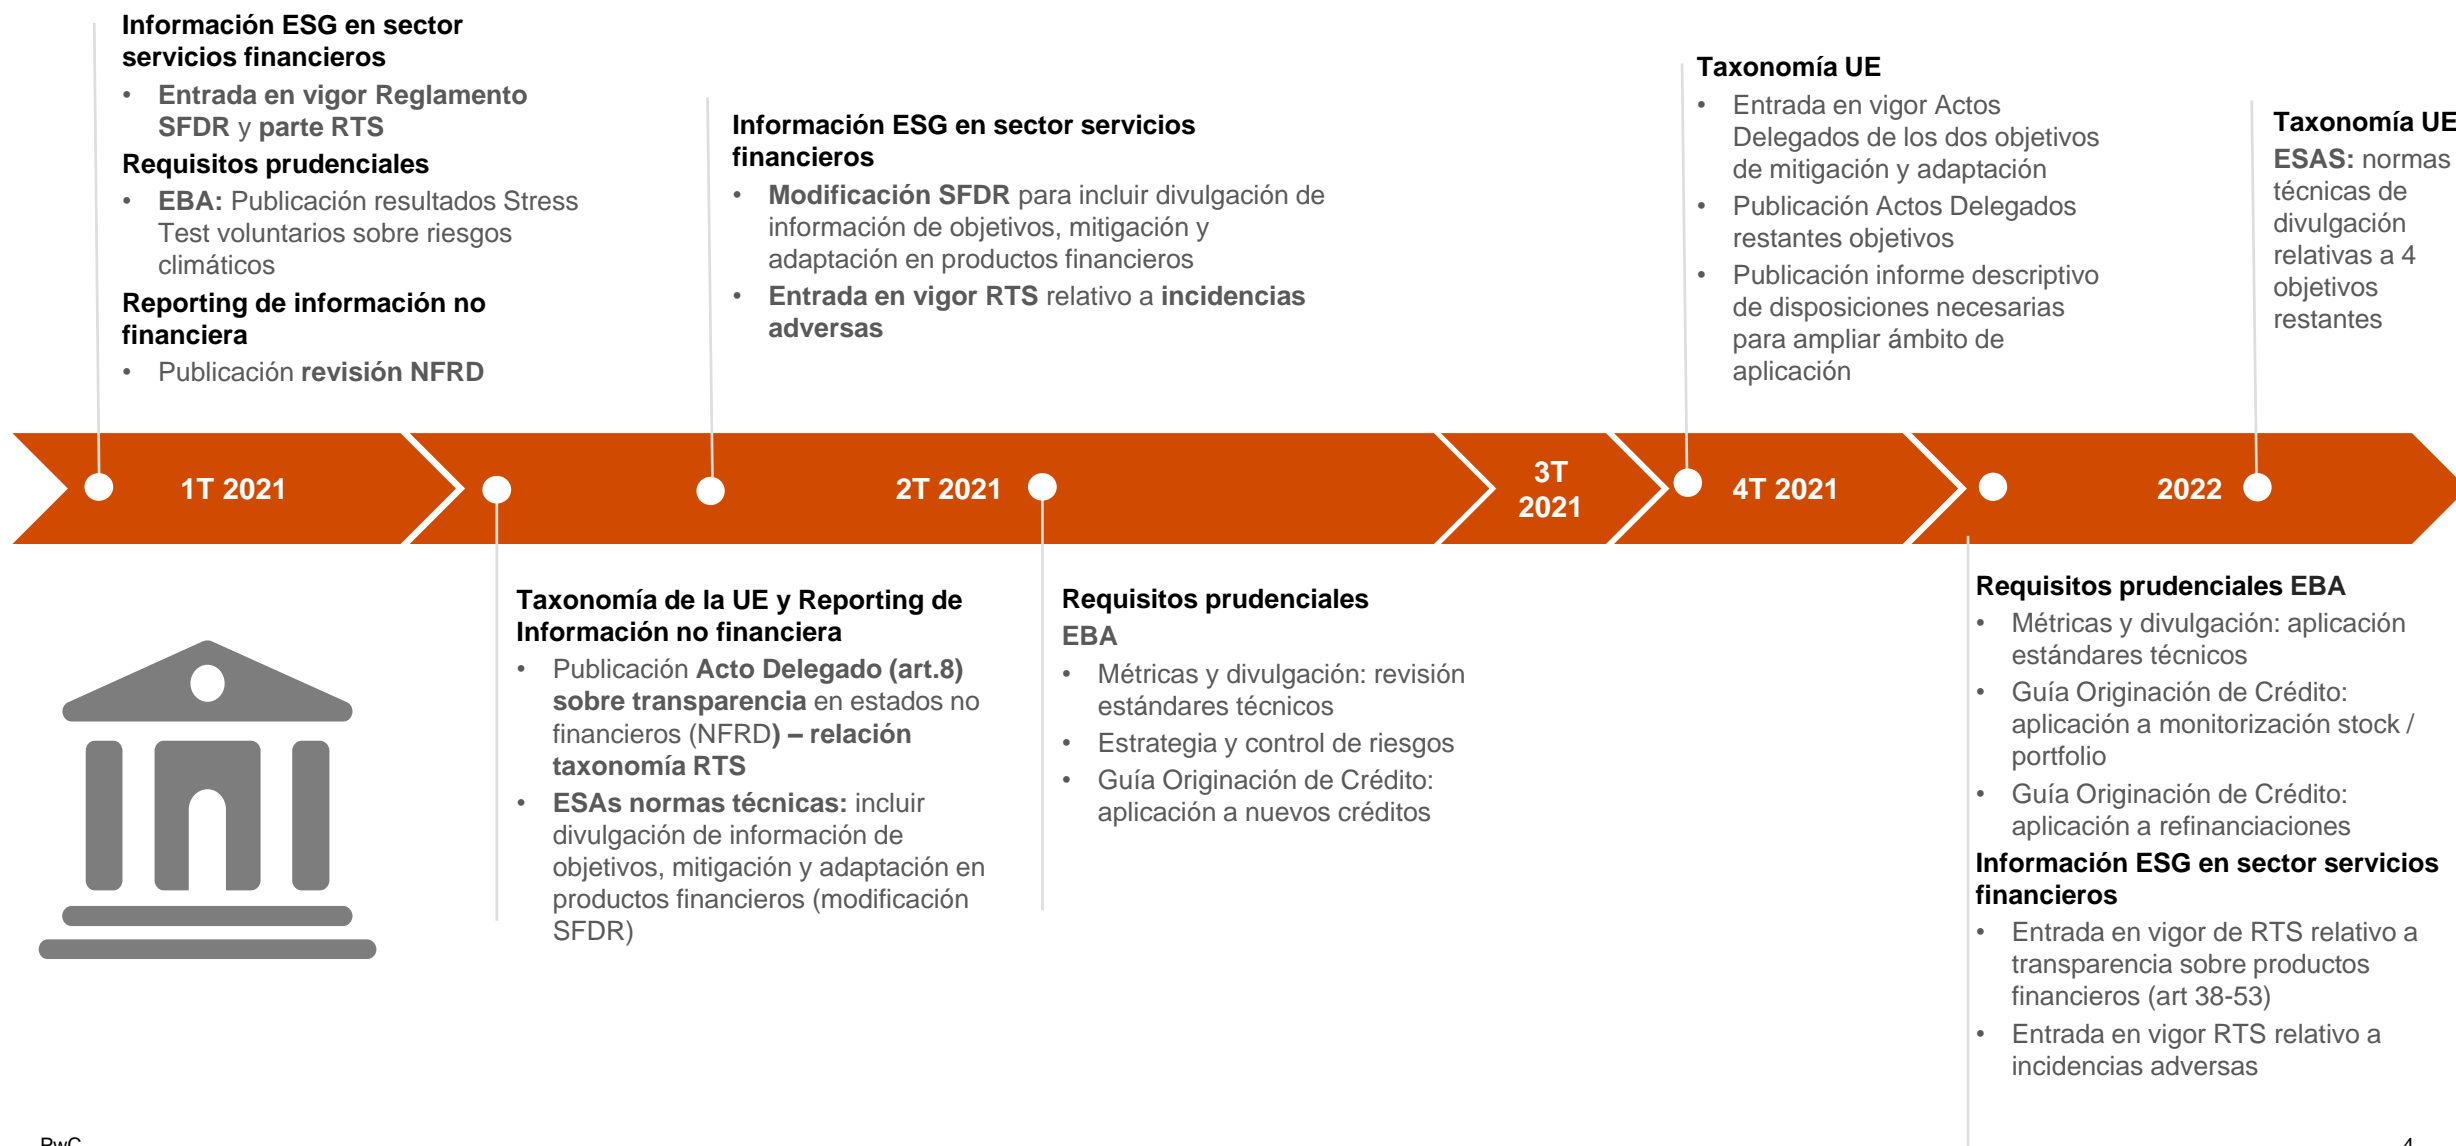 Información ESG en sector
servicios financieros
• Entrada en vigor Reglamento
SFDR y parte RTS
Requisitos prudenciales
• EBA: Publicación resultados Stress
Test voluntarios sobre riesgos
climáticos
Reporting de información no
financiera
• Publicación revisión NFRD
Información ESG en sector servicios
financieros
• Modificación SFDR para incluir divulgación de
información de objetivos, mitigación y
adaptación en productos financieros
• Entrada en vigor RTS relativo a incidencias
adversas
Taxonomía UE
• Entrada en vigor Actos
Delegados de los dos objetivos
de mitigación y adaptación
• Publicación Actos Delegados
restantes objetivos
• Publicación informe descriptivo
de disposiciones necesarias
para ampliar ámbito de
aplicación
Taxonomía UE
ESAS: normas
técnicas de
divulgación
relativas a 4
objetivos
restantes
1T 2021
2T 2021
3T
2021
4T 2021
2022
Taxonomía de la UE y Reporting de
Información no financiera
• Publicación Acto Delegado (art.8)
sobre transparencia en estados no
financieros (NFRD) – relación
taxonomía RTS
• ESAs normas técnicas: incluir
divulgación de información de
objetivos, mitigación y adaptación en
productos financieros (modificación
SFDR)
Requisitos prudenciales
EBA
• Métricas y divulgación: revisión
estándares técnicos
• Estrategia y control de riesgos
• Guía Originación de Crédito:
aplicación a nuevos créditos
Requisitos prudenciales EBA
• Métricas y divulgación: aplicación
estándares técnicos
• Guía Originación de Crédito:
aplicación a monitorización stock /
portfolio
• Guía Originación de Crédito:
aplicación a refinanciaciones
Información ESG en sector servicios
financieros
• Entrada en vigor de RTS relativo a
transparencia sobre productos
financieros (art 38-53)
• Entrada en vigor RTS relativo a
incidencias adversas
PwC
4